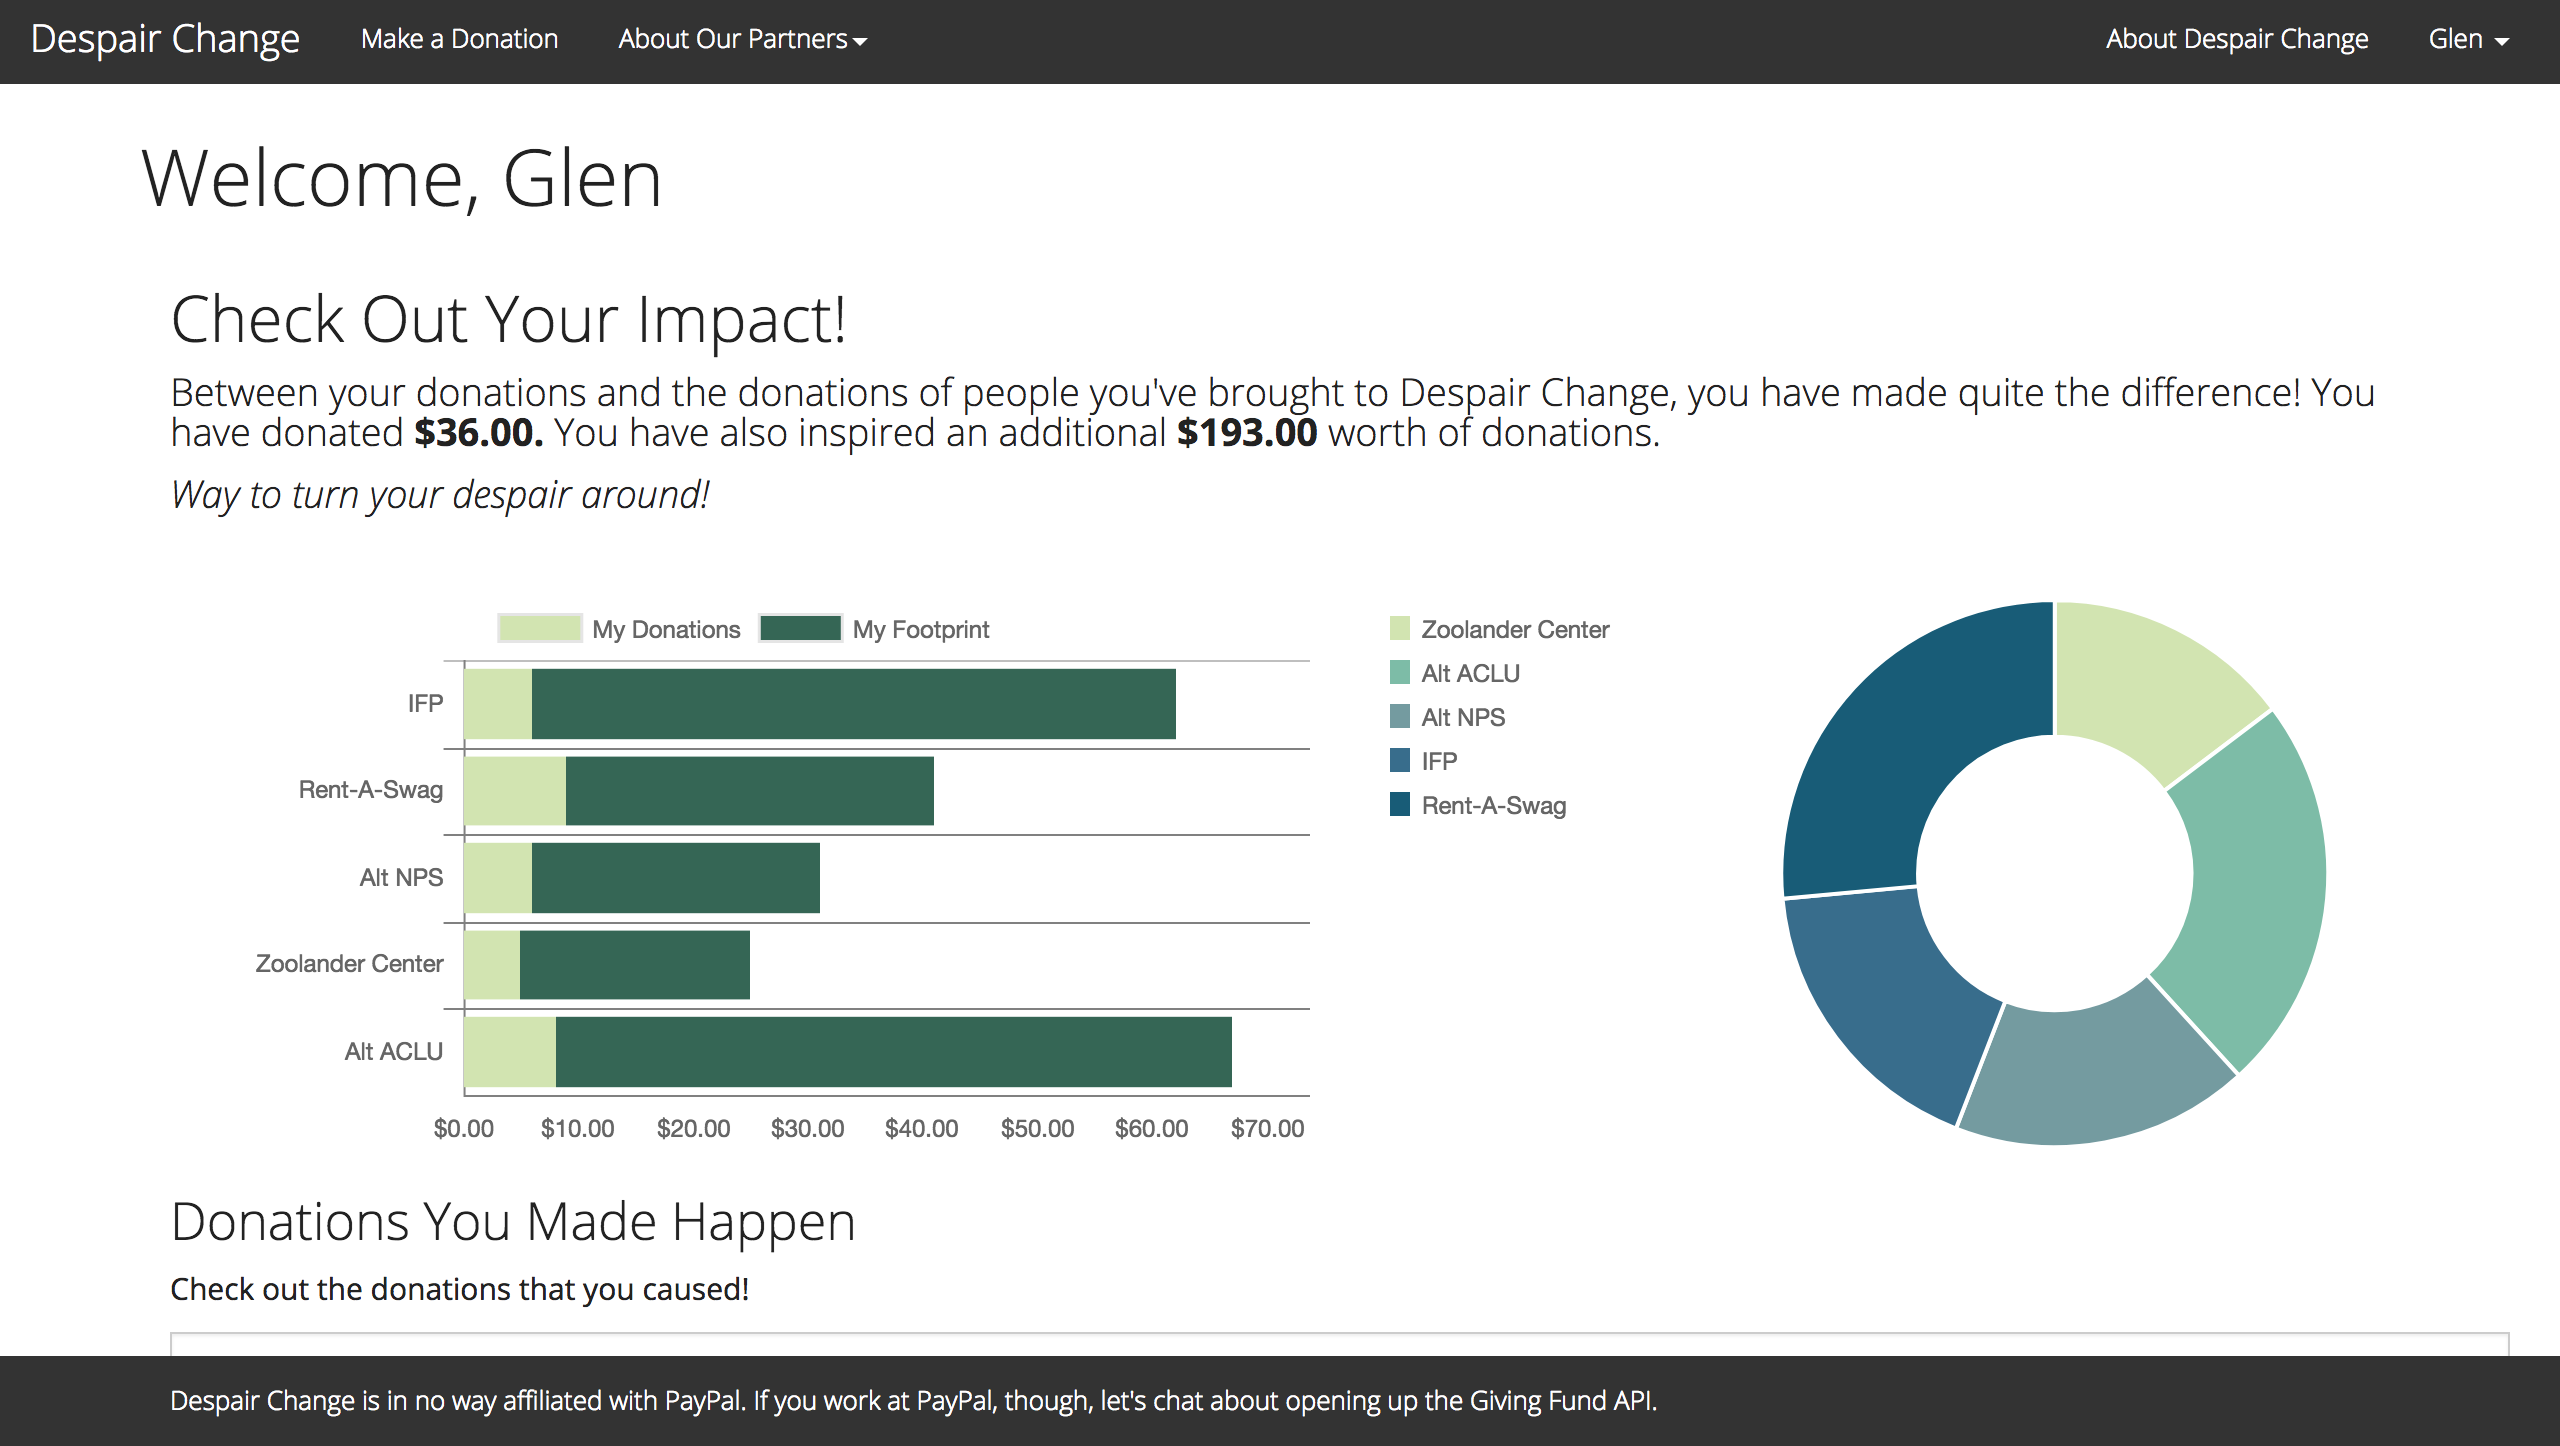 Despair Change Make a Donation About Our Partners About Despair Change Glen
Welcome, Glen
Check Out Your Impact!
Between your donations and the donations of people you've brought to Despair Change, you have made quite the difference! You
have donated $36.00. You have also inspired an additional $193.00 worth of donations.
Way to turn your despair around!
My Donations My Footprint
IFP
Rent-A-Swag
Alt NPS
Zoolander Center
Alt ACLU
$0.00 $10.00 $20.00 $30.00 $40.00 $50.00 $60.00 $70.00
Zoolander Center
Alt ACLU
Alt NPS
IFP
Rent-A-Swag
Donations You Made Happen
Check out the donations that you caused!
Despair Change is in no way affiliated with PayPal. If you work at PayPal, though, let's chat about opening up the Giving Fund API.